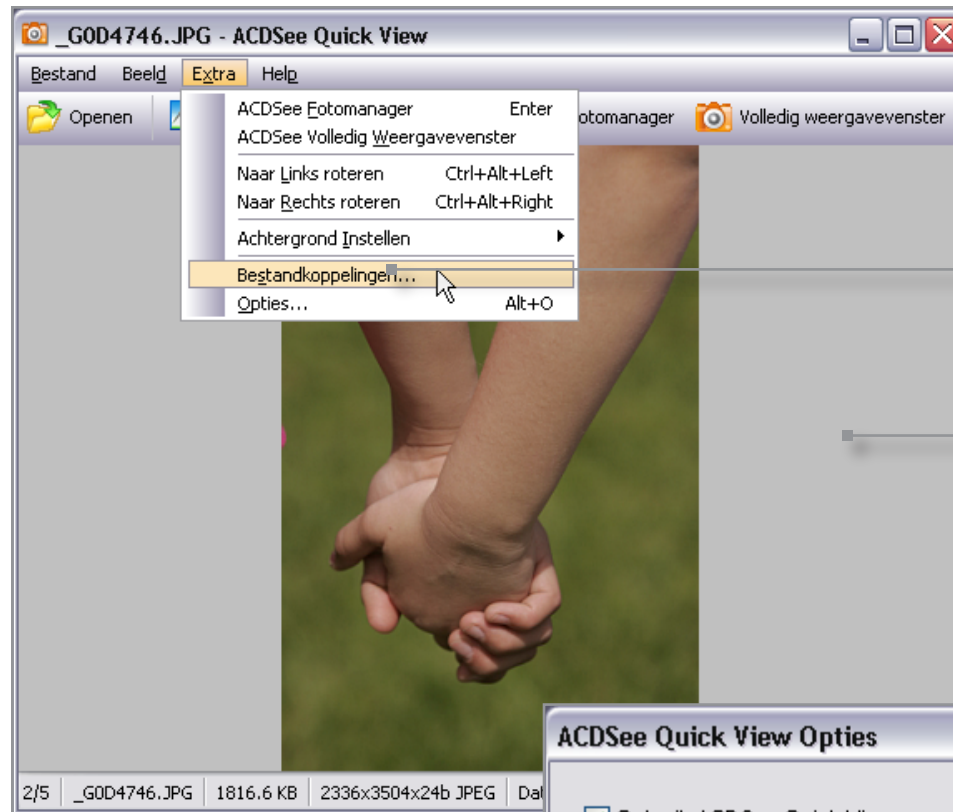 _G0D4746.JPG - ACDSee Quick View
Bestand Beeld Extra Help
Openen otomanager Volledig weergavevenster
ACDSee Fotomanager Enter
ACDSee Volledig Weergavevenster
Naar Links roteren Ctrl+Alt+Left
Naar Rechts roteren Ctrl+Alt+Right
Achtergrond Instellen
Bestandkoppelingen...
Opties... Alt+O
ACDSee Quick View Opties
2/5 _G0D4746.JPG 1816.6 KB 2336x3504x24b JPEG Dat